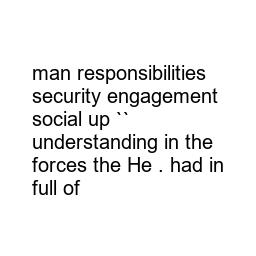 man responsibilities
security engagement
social up ``
understanding in the
forces the He . had in
full of